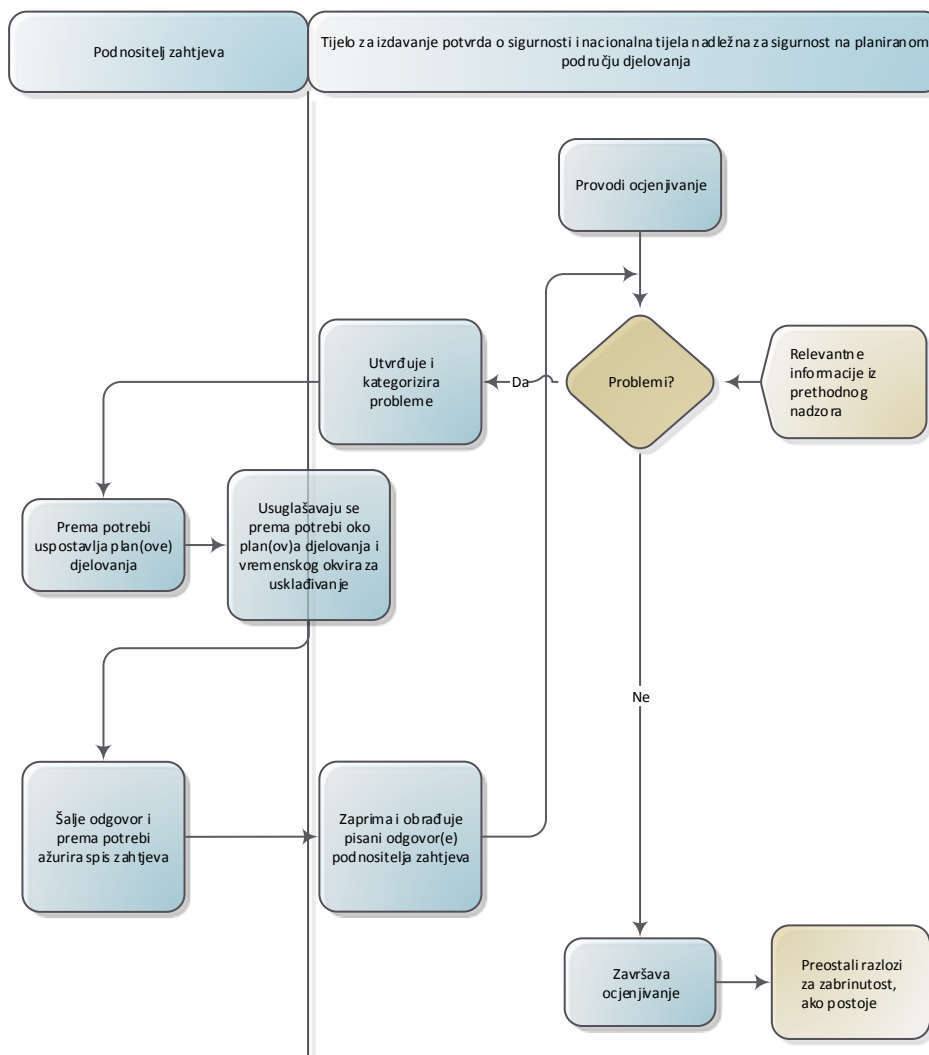 Podnositelj zahtjeva
Tijelo za izdavanje potvrda o sigurnosti i nacionalna tijela nadležna za sigurnost na planiranom
području djelovanja
Provodi ocjenjivanje
Utvrđuje i
kategorizira
probleme
Da
Problemi?
Relevantne
informacije iz
prethodnog
nadzora
Prema potrebi
uspostavlja plan(ove)
djelovanja
Usuglašavaju se
prema potrebi oko
plan(ov)a djelovanja i
vremenskog okvira za
usklađivanje
Ne
Šalje odgovor i
prema potrebi
ažurira spis zahtjeva
Zaprima i obrađuje
pisani odgovor(e)
podnositelja zahtjeva
Završava
ocjenjivanje
Preostali razlozi
za zabrinutost,
ako postoje